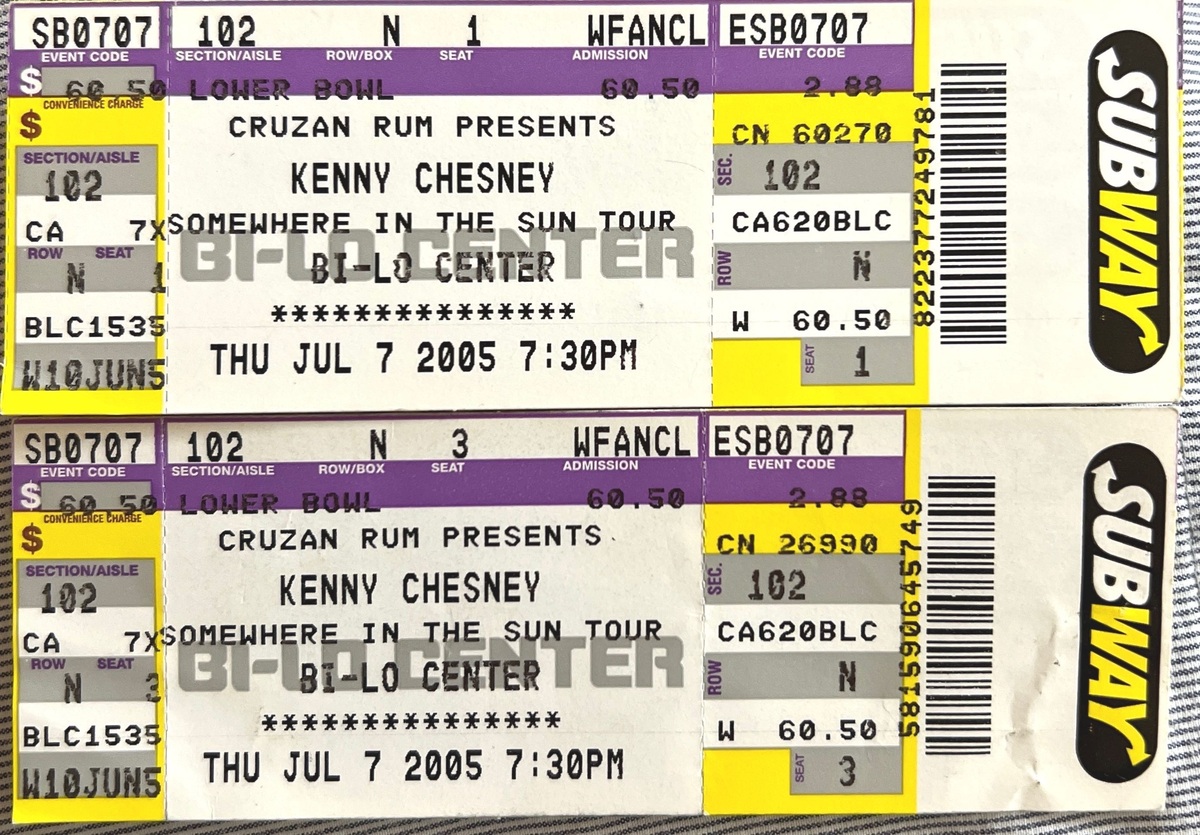 SB0707 102 N 1 WFANCL ESB0707
EVENT CODE SECTION/AISLE ROW/BOX SEAT ADMISSION EVENT CODE
$ 60.50 LOWER BOWL 60.50 2.88
CONVENIENCE CHARGE
$ CRUZAN RUM PRESENTS CN 60270
SECTION/AISLE
102 KENNY CHESNEY SEC. 102
CA 7XSOMEWHERE IN THE SUN TOUR CA620BLC
ROW SEAT BI-LO CENTER
N 1 BI-LO CENTER ROW N
BLC1535 *************** W 60.50
W10JUN5 THU JUL 7 2005 7:30PM SEAT 1
822377249781
SUBWAY
SB0707 102 N 3 WFANCL ESB0707
EVENT CODE SECTION/AISLE ROW/BOX SEAT ADMISSION EVENT CODE
$ 60.50 LOWER BOWL 60.50 2.88
CONVENIENCE CHARGE
$ CRUZAN RUM PRESENTS CN 26990
SECTION/AISLE
102 KENNY CHESNEY SEC. 102
CA 7XSOMEWHERE IN THE SUN TOUR CA620BLC
ROW SEAT BI-LO CENTER
N 3 BI-LO CENTER ROW N
BLC1535 *************** W 60.50
W10JUN5 THU JUL 7 2005 7:30PM SEAT 3
581590645749
SUBWAY